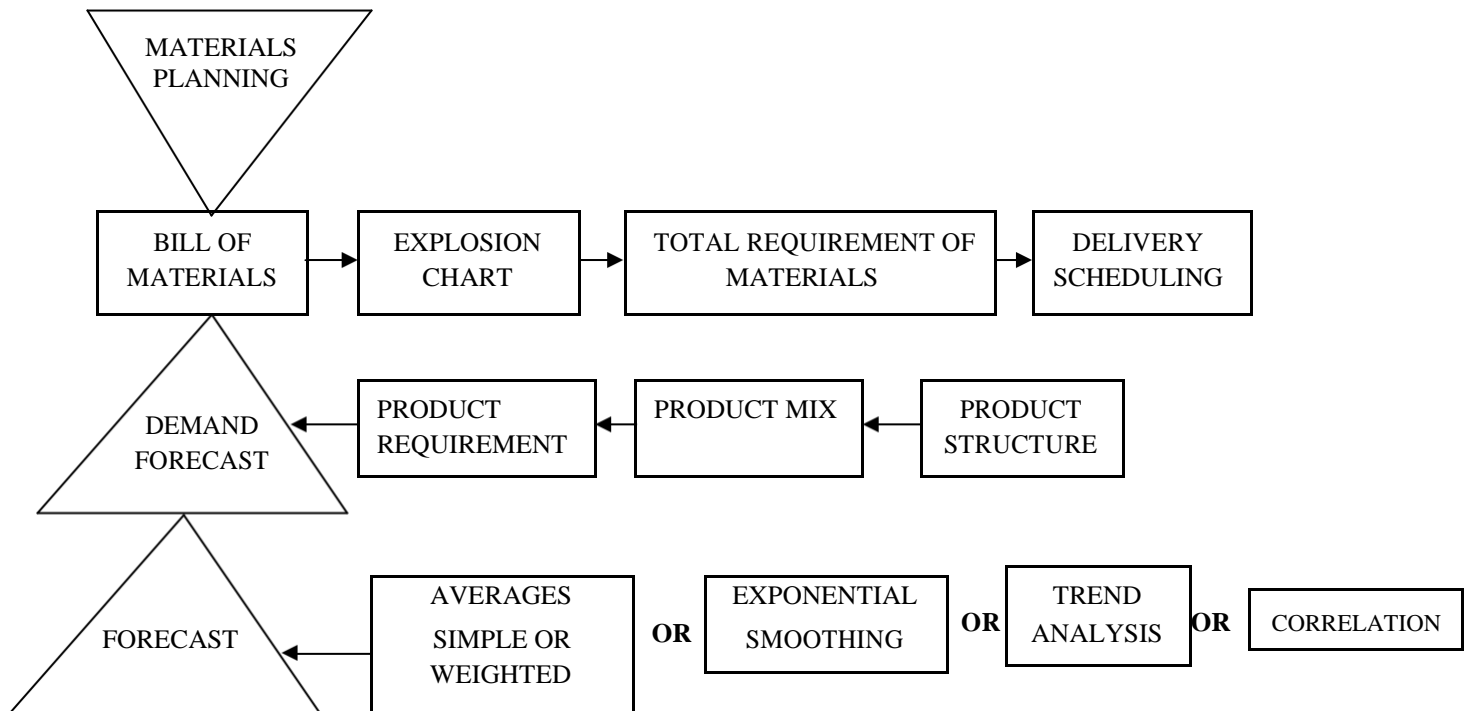 MATERIALS
PLANNING
BILL OF
MATERIALS
EXPLOSION
CHART
TOTAL REQUIREMENT OF
MATERIALS
DELIVERY
SCHEDULING
DEMAND
FORECAST
PRODUCT
REQUIREMENT
PRODUCT MIX
PRODUCT
STRUCTURE
FORECAST
AVERAGES
SIMPLE OR
WEIGHTED
OR
EXPONENTIAL
SMOOTHING
OR
TREND
ANALYSIS
OR
CORRELATION